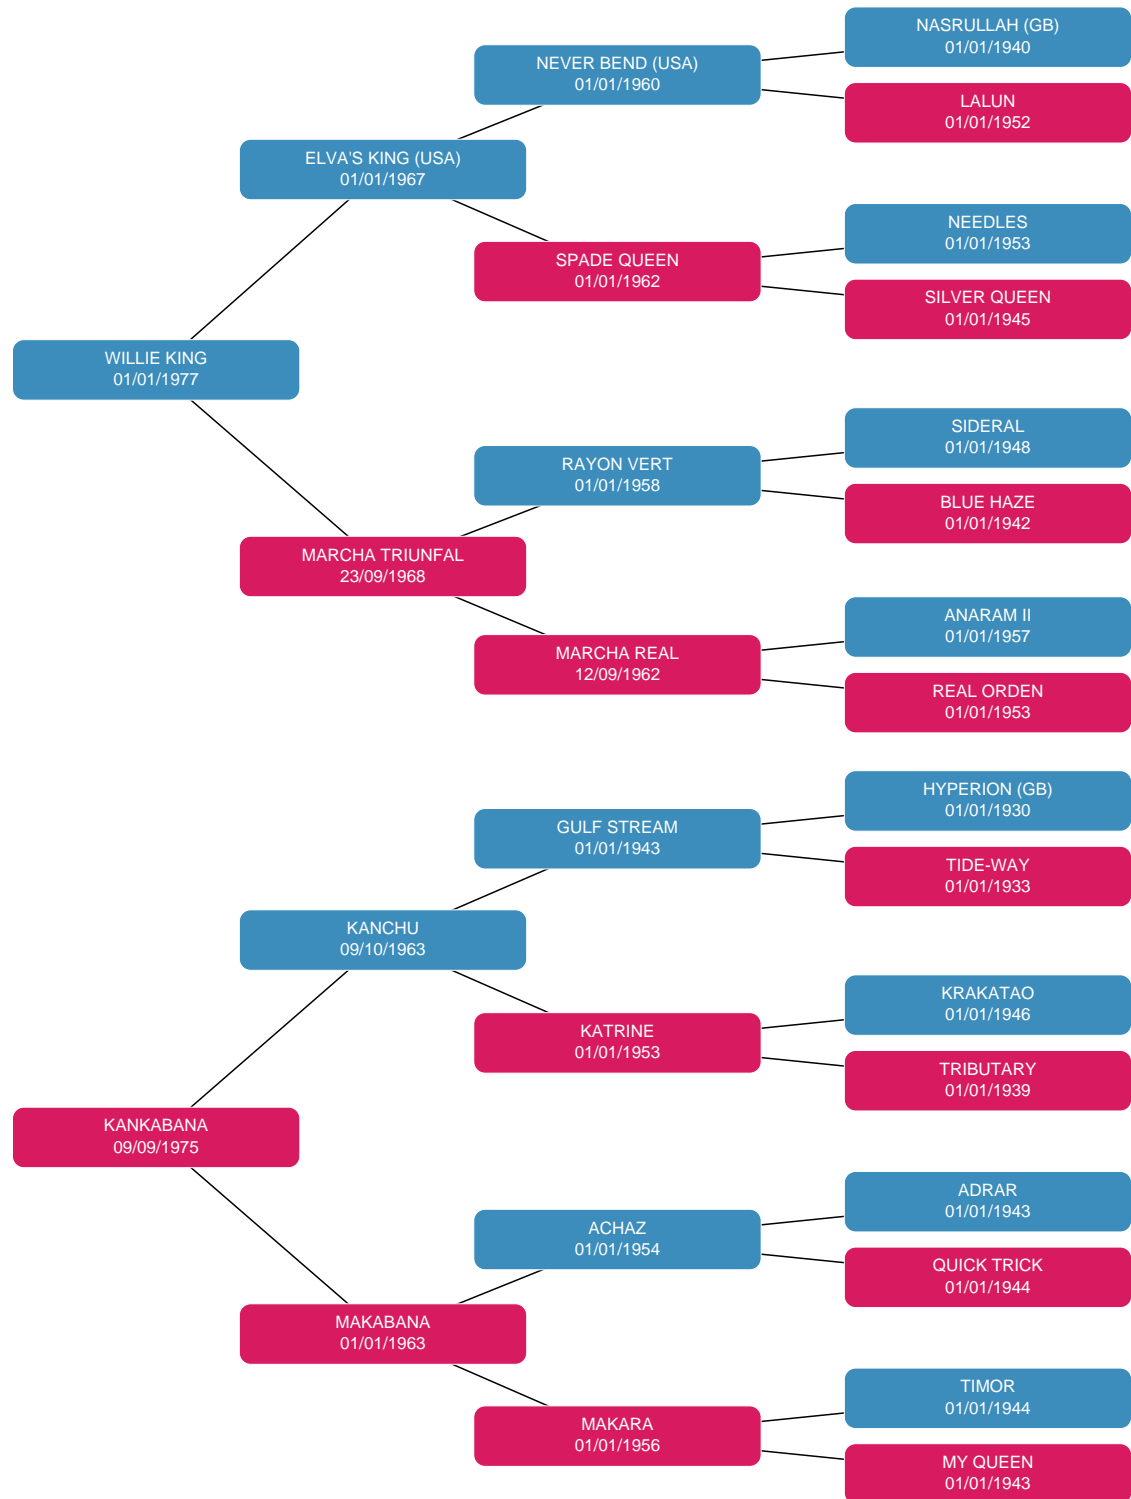 NASRULLAH (GB)
01/01/1940
NEVER BEND (USA)
01/01/1960
LALUN
01/01/1952
ELVA'S KING (USA)
01/01/1967
NEEDLES
01/01/1953
SPADE QUEEN
01/01/1962
SILVER QUEEN
01/01/1945
WILLIE KING
01/01/1977
SIDERAL
01/01/1948
RAYON VERT
01/01/1958
BLUE HAZE
01/01/1942
MARCHA TRIUNFAL
23/09/1968
ANARAM II
01/01/1957
MARCHA REAL
12/09/1962
REAL ORDEN
01/01/1953
HYPERION (GB)
01/01/1930
GULF STREAM
01/01/1943
TIDE-WAY
01/01/1933
KANCHU
09/10/1963
KRAKATAO
01/01/1946
KATRINE
01/01/1953
TRIBUTARY
01/01/1939
KANKABANA
09/09/1975
ADRAR
01/01/1943
ACHAZ
01/01/1954
QUICK TRICK
01/01/1944
MAKABANA
01/01/1963
TIMOR
01/01/1944
MAKARA
01/01/1956
MY QUEEN
01/01/1943